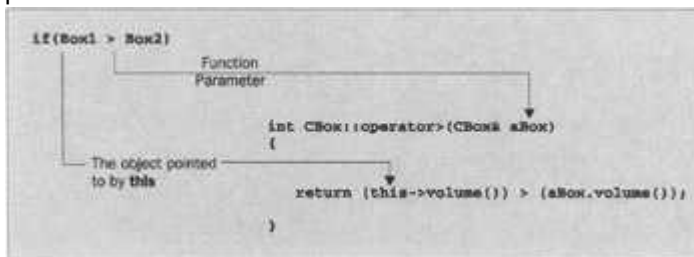 if(Box1 > Box2)
Function
Parameter
int CBox::operator>(CBox& aBox)
{
The object pointed
to by this
return (this->volume()) > (aBox.volume());
}